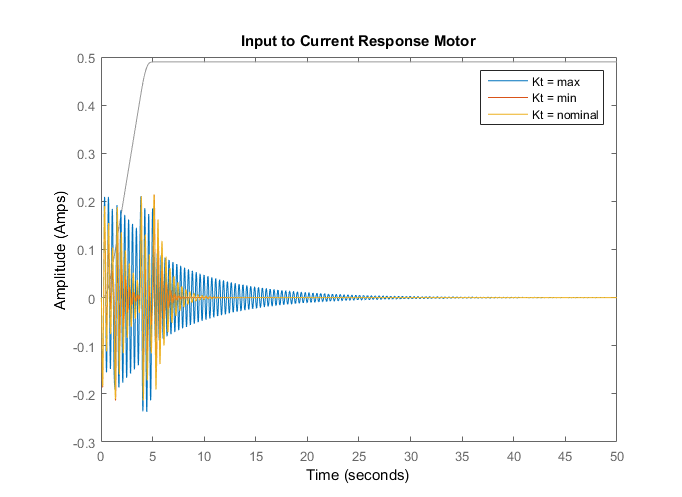 Input to Current Response Motor
0.5
0.4
0.3
0.2
0.1
0
-0.1
-0.2
-0.3
Amplitude (Amps)
Kt = max
Kt = min
Kt = nominal
0 5 10 15 20 25 30 35 40 45 50
Time (seconds)